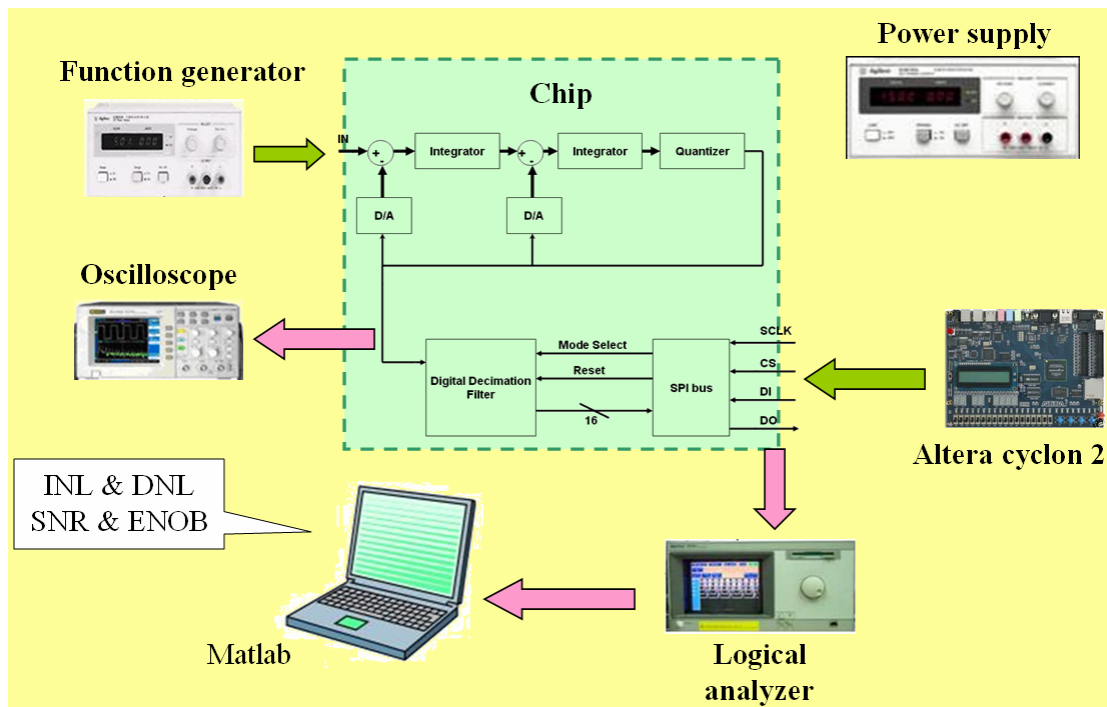 Power supply
Function generator
Chip
IN
+
-
Integrator
+
-
Integrator
Quantizer
D/A
D/A
Oscilloscope
SCLK
Mode Select
CS
Reset
Digital Decimation
Filter
SPI bus
DI
16
DO
Altera cyclon 2
INL & DNL
SNR & ENOB
Matlab
Logical
analyzer